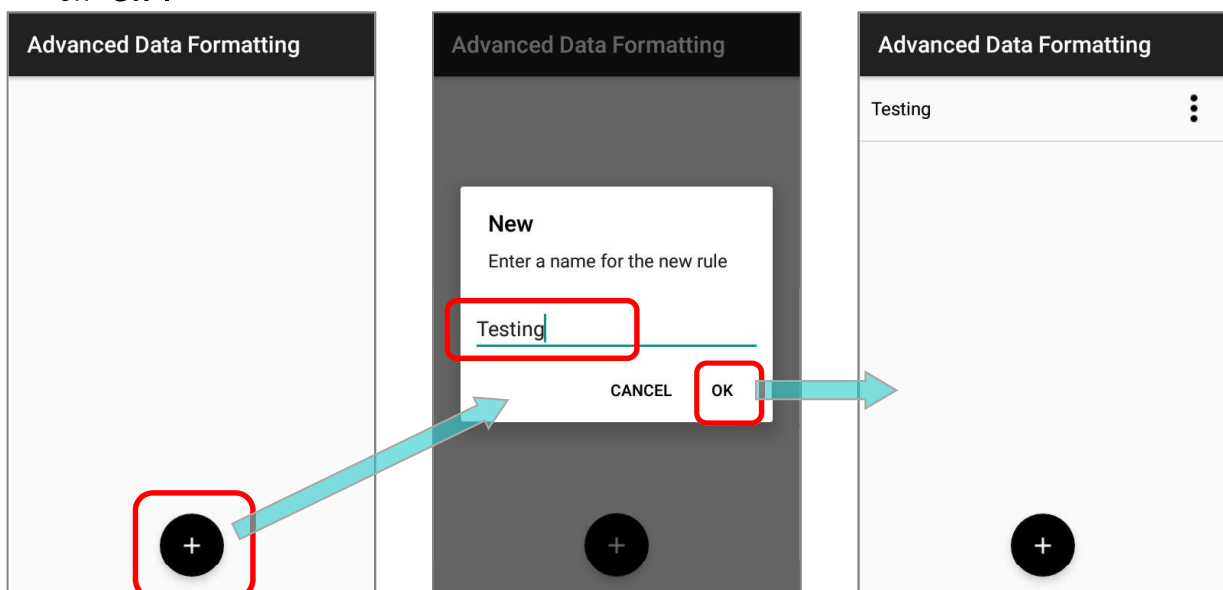 Advanced Data Formatting
+
Advanced Data Formatting
New
Enter a name for the new rule
Testing
CANCEL OK
+
Advanced Data Formatting
Testing
+